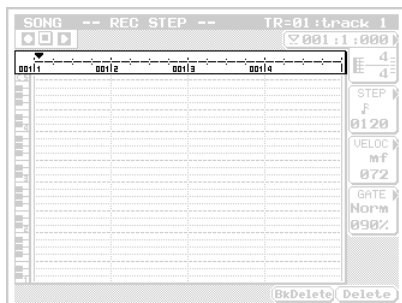 SONG -- REC STEP -- TR=01:track 1
001:1:000
001 1 001 2 001 3 001 4
4
4
STEP
0120
VELOC
mf
072
GATE
Norm
090%
BkDelete Delete